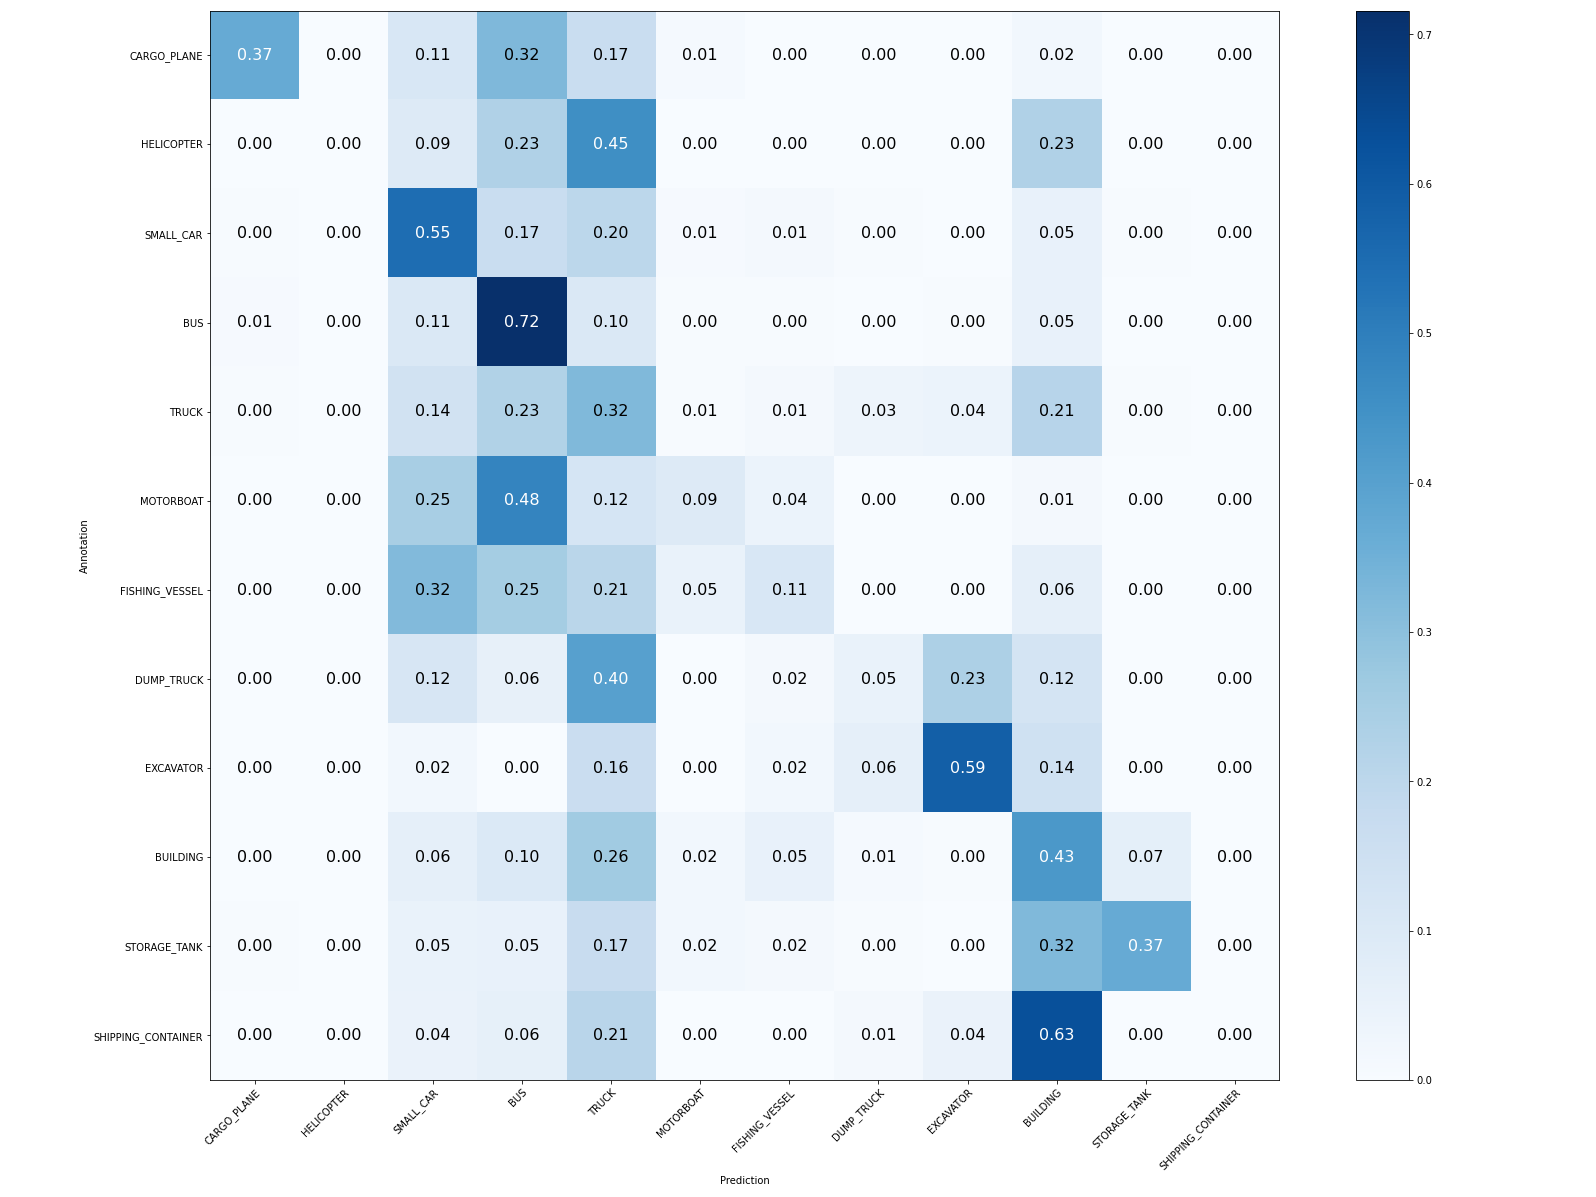 CARGO_PLANE 0.37 0.00 0.11 0.32 0.17 0.01 0.00 0.00 0.00 0.02 0.00 0.00
HELICOPTER 0.00 0.00 0.09 0.23 0.45 0.00 0.00 0.00 0.00 0.23 0.00 0.00
SMALL_CAR 0.00 0.00 0.55 0.17 0.20 0.01 0.01 0.00 0.00 0.05 0.00 0.00
BUS 0.01 0.00 0.11 0.72 0.10 0.00 0.00 0.00 0.00 0.05 0.00 0.00
TRUCK 0.00 0.00 0.14 0.23 0.32 0.01 0.01 0.03 0.04 0.21 0.00 0.00
MOTORBOAT 0.00 0.00 0.25 0.48 0.12 0.09 0.04 0.00 0.00 0.01 0.00 0.00
Annotation
FISHING_VESSEL 0.00 0.00 0.32 0.25 0.21 0.05 0.11 0.00 0.00 0.06 0.00 0.00
DUMP_TRUCK 0.00 0.00 0.12 0.06 0.40 0.00 0.02 0.05 0.23 0.12 0.00 0.00
EXCAVATOR 0.00 0.00 0.02 0.00 0.16 0.00 0.02 0.06 0.59 0.14 0.00 0.00
BUILDING 0.00 0.00 0.06 0.10 0.26 0.02 0.05 0.01 0.00 0.43 0.07 0.00
STORAGE_TANK 0.00 0.00 0.05 0.05 0.17 0.02 0.02 0.00 0.00 0.32 0.37 0.00
SHIPPING_CONTAINER 0.00 0.00 0.04 0.06 0.21 0.00 0.00 0.01 0.04 0.63 0.00 0.00
CARGO_PLANE HELICOPTER SMALL_CAR BUS TRUCK MOTORBOAT FISHING_VESSEL DUMP_TRUCK EXCAVATOR BUILDING STORAGE_TANK SHIPPING_CONTAINER
Prediction
0.7
0.6
0.5
0.4
0.3
0.2
0.1
0.0